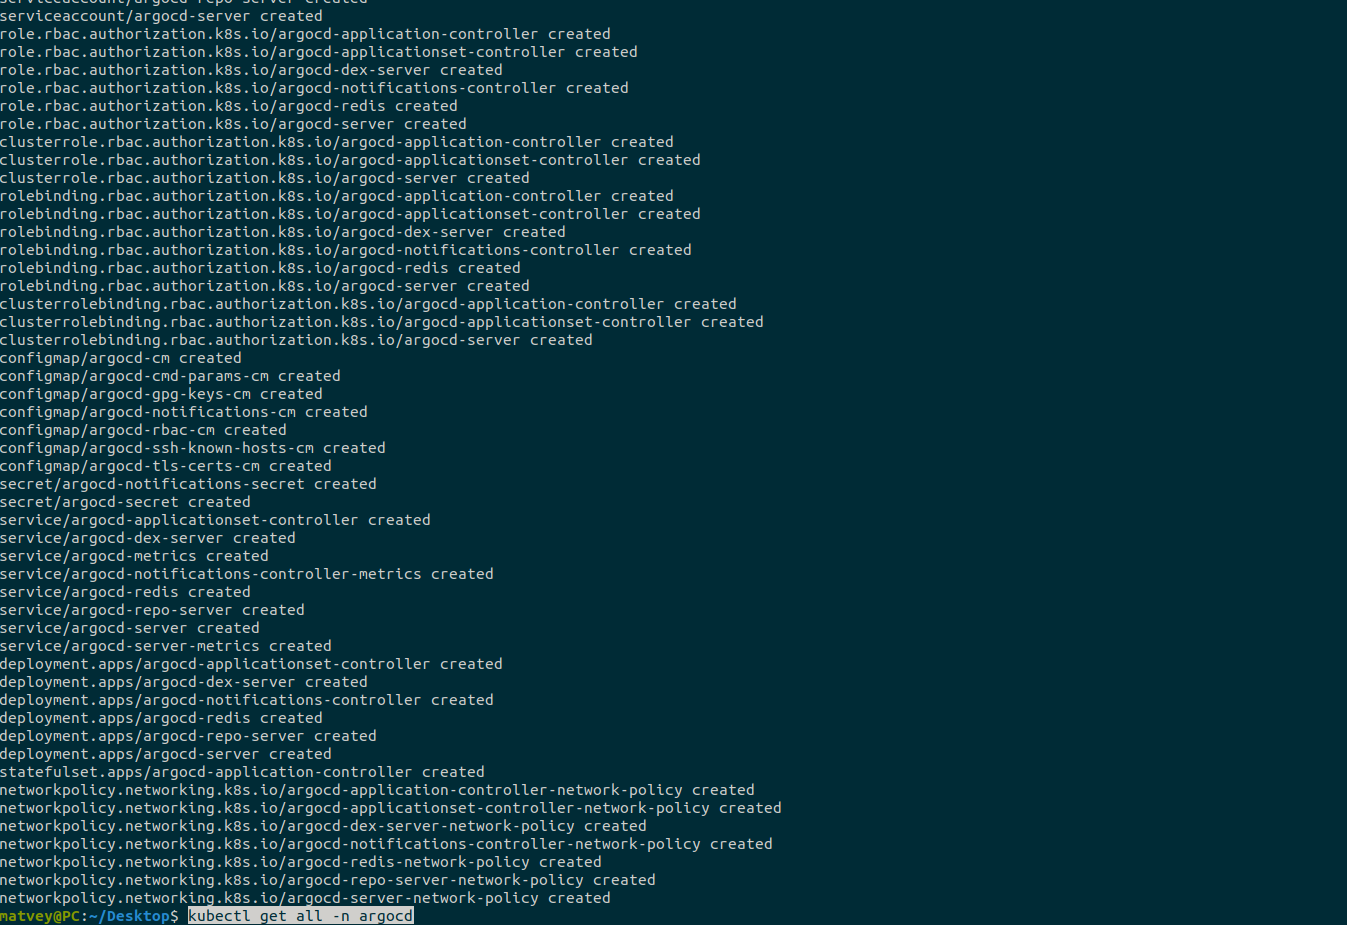 serviceaccount/argocd-repo-server created
serviceaccount/argocd-server created
role.rbac.authorization.k8s.io/argocd-application-controller created
role.rbac.authorization.k8s.io/argocd-applicationset-controller created
role.rbac.authorization.k8s.io/argocd-dex-server created
role.rbac.authorization.k8s.io/argocd-notifications-controller created
role.rbac.authorization.k8s.io/argocd-redis created
role.rbac.authorization.k8s.io/argocd-server created
clusterrole.rbac.authorization.k8s.io/argocd-application-controller created
clusterrole.rbac.authorization.k8s.io/argocd-applicationset-controller created
clusterrole.rbac.authorization.k8s.io/argocd-server created
rolebinding.rbac.authorization.k8s.io/argocd-application-controller created
rolebinding.rbac.authorization.k8s.io/argocd-applicationset-controller created
rolebinding.rbac.authorization.k8s.io/argocd-dex-server created
rolebinding.rbac.authorization.k8s.io/argocd-notifications-controller created
rolebinding.rbac.authorization.k8s.io/argocd-redis created
rolebinding.rbac.authorization.k8s.io/argocd-server created
clusterrolebinding.rbac.authorization.k8s.io/argocd-application-controller created
clusterrolebinding.rbac.authorization.k8s.io/argocd-applicationset-controller created
clusterrolebinding.rbac.authorization.k8s.io/argocd-server created
configmap/argocd-cm created
configmap/argocd-cmd-params-cm created
configmap/argocd-gpg-keys-cm created
configmap/argocd-notifications-cm created
configmap/argocd-rbac-cm created
configmap/argocd-ssh-known-hosts-cm created
configmap/argocd-tls-certs-cm created
secret/argocd-notifications-secret created
secret/argocd-secret created
service/argocd-applicationset-controller created
service/argocd-dex-server created
service/argocd-metrics created
service/argocd-notifications-controller-metrics created
service/argocd-redis created
service/argocd-repo-server created
service/argocd-server created
service/argocd-server-metrics created
deployment.apps/argocd-applicationset-controller created
deployment.apps/argocd-dex-server created
deployment.apps/argocd-notifications-controller created
deployment.apps/argocd-redis created
deployment.apps/argocd-repo-server created
deployment.apps/argocd-server created
statefulset.apps/argocd-application-controller created
networkpolicy.networking.k8s.io/argocd-application-controller-network-policy created
networkpolicy.networking.k8s.io/argocd-applicationset-controller-network-policy created
networkpolicy.networking.k8s.io/argocd-dex-server-network-policy created
networkpolicy.networking.k8s.io/argocd-notifications-controller-network-policy created
networkpolicy.networking.k8s.io/argocd-redis-network-policy created
networkpolicy.networking.k8s.io/argocd-repo-server-network-policy created
networkpolicy.networking.k8s.io/argocd-server-network-policy created
matvey@PC:~/Desktop$ kubectl get all -n argocd